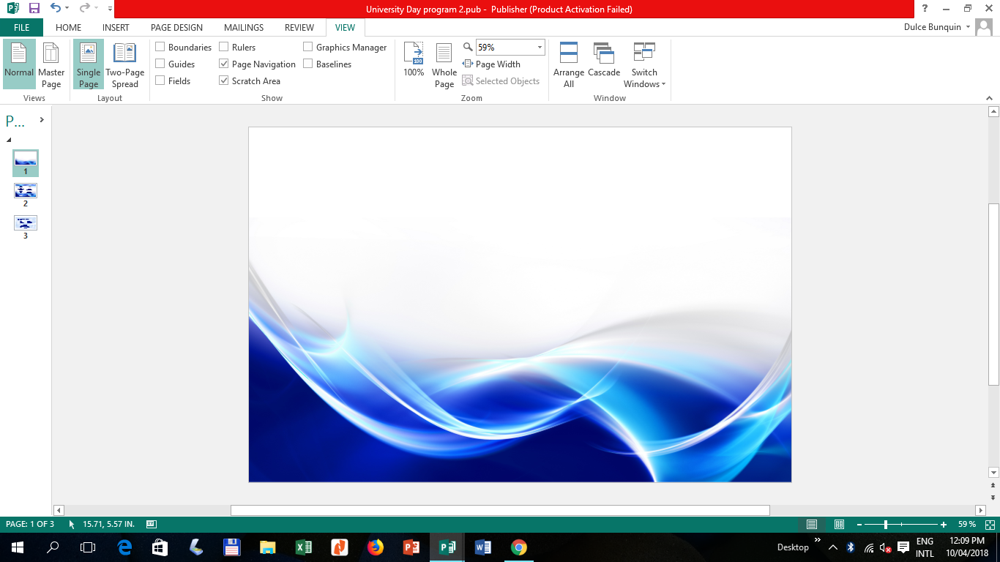 University Day program 2.pub - Publisher (Product Activation Failed)
?
FILE HOME INSERT PAGE DESIGN MAILINGS REVIEW VIEW
Dulce Bunquin
Normal
Master Page
Views
Single Page
Two-Page Spread
Layout
Boundaries
Guides
Fields
Rulers
Page Navigation
Scratch Area
Graphics Manager
Baselines
Show
100
100%
Whole Page
59%
Page Width
Selected Objects
Zoom
Arrange All
Cascade
Switch Windows
Window
P...
1
2
3
PAGE: 1 OF 3
15.71, 5.57 IN.
59 %
Desktop
ENG
INTL
12:09 PM
10/04/2018